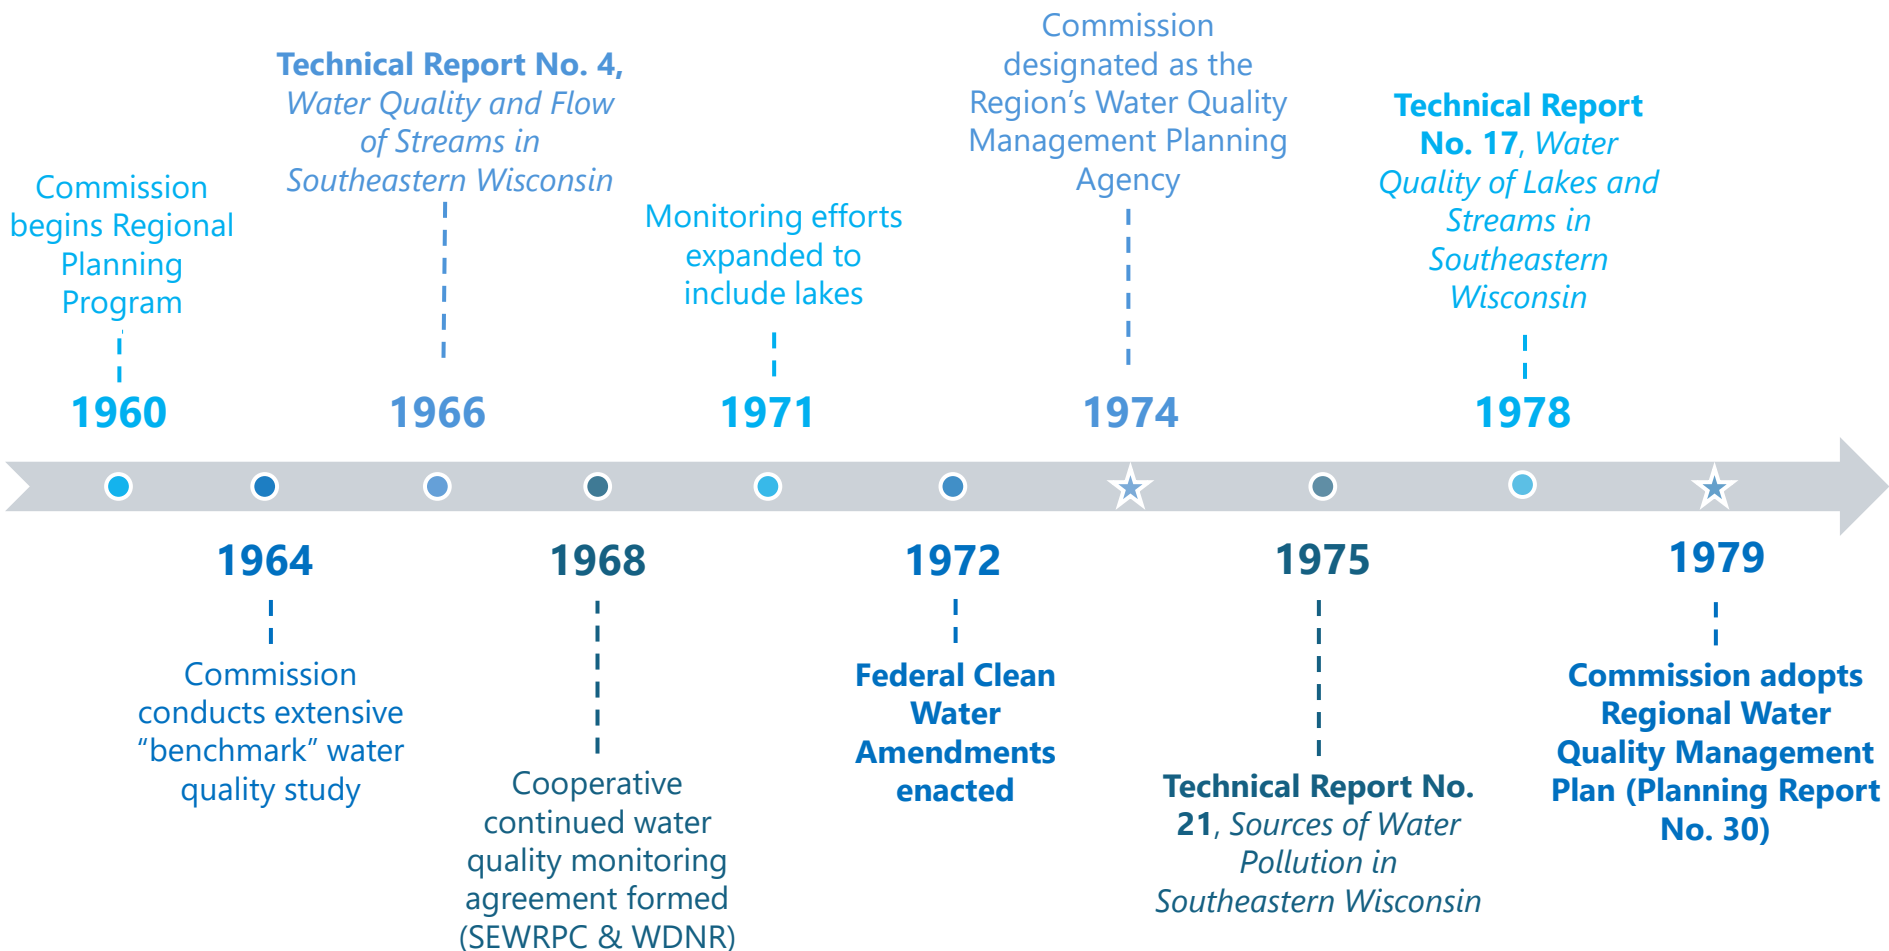 Commission
begins Regional
Planning
Program
1960
Technical Report No. 4,
Water Quality and Flow
of Streams in
Southeastern Wisconsin
1966
Monitoring efforts
expanded to
include lakes
1971
Commission
designated as the
Region’s Water Quality
Management Planning
Agency
1974
Technical Report
No. 17, Water
Quality of Lakes and
Streams in
Southeastern
Wisconsin
1978
1964
Commission
conducts extensive
“benchmark” water
quality study
1968
Cooperative
continued water
quality monitoring
agreement formed
(SEWRPC & WDNR)
1972
Federal Clean
Water
Amendments
enacted
1975
Technical Report No.
21, Sources of Water
Pollution in
Southeastern Wisconsin
1979
Commission adopts
Regional Water
Quality Management
Plan (Planning Report
No. 30)